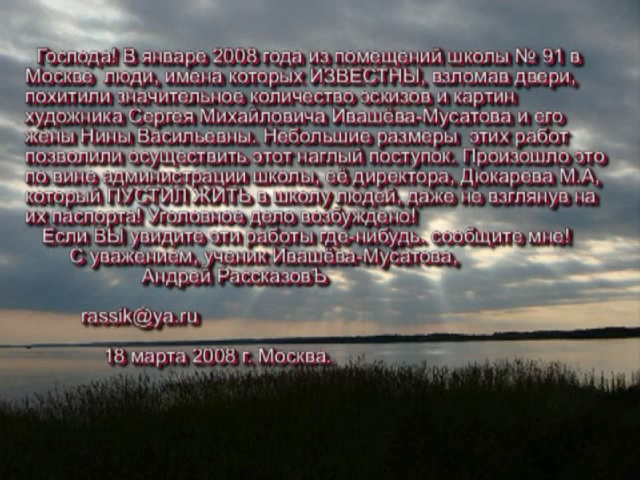 Господа! В январе 2008 года из помещений школы № 91 в
Москве люди, имена которых ИЗВЕСТНЫ, взломав двери,
похитили значительное количество эскизов и картин
художника Сергея Михайловича Ивашёва-Мусатова и его
жены Нины Васильевны. Небольшие размеры этих работ
позволили осуществить этот наглый поступок. Произошло это
по вине администрации школы, её директора, Дюкарева М.А,
который ПУСТИЛ ЖИТЬ в школу людей, даже не взглянув на
их паспорта! Уголовное дело возбуждено!
Если ВЫ увидите эти работы где-нибудь. сообщите мне!
С уважением, ученик Ивашёва-Мусатова,
Андрей РассказовЪ
rassik@ya.ru
18 марта 2008 г. Москва.